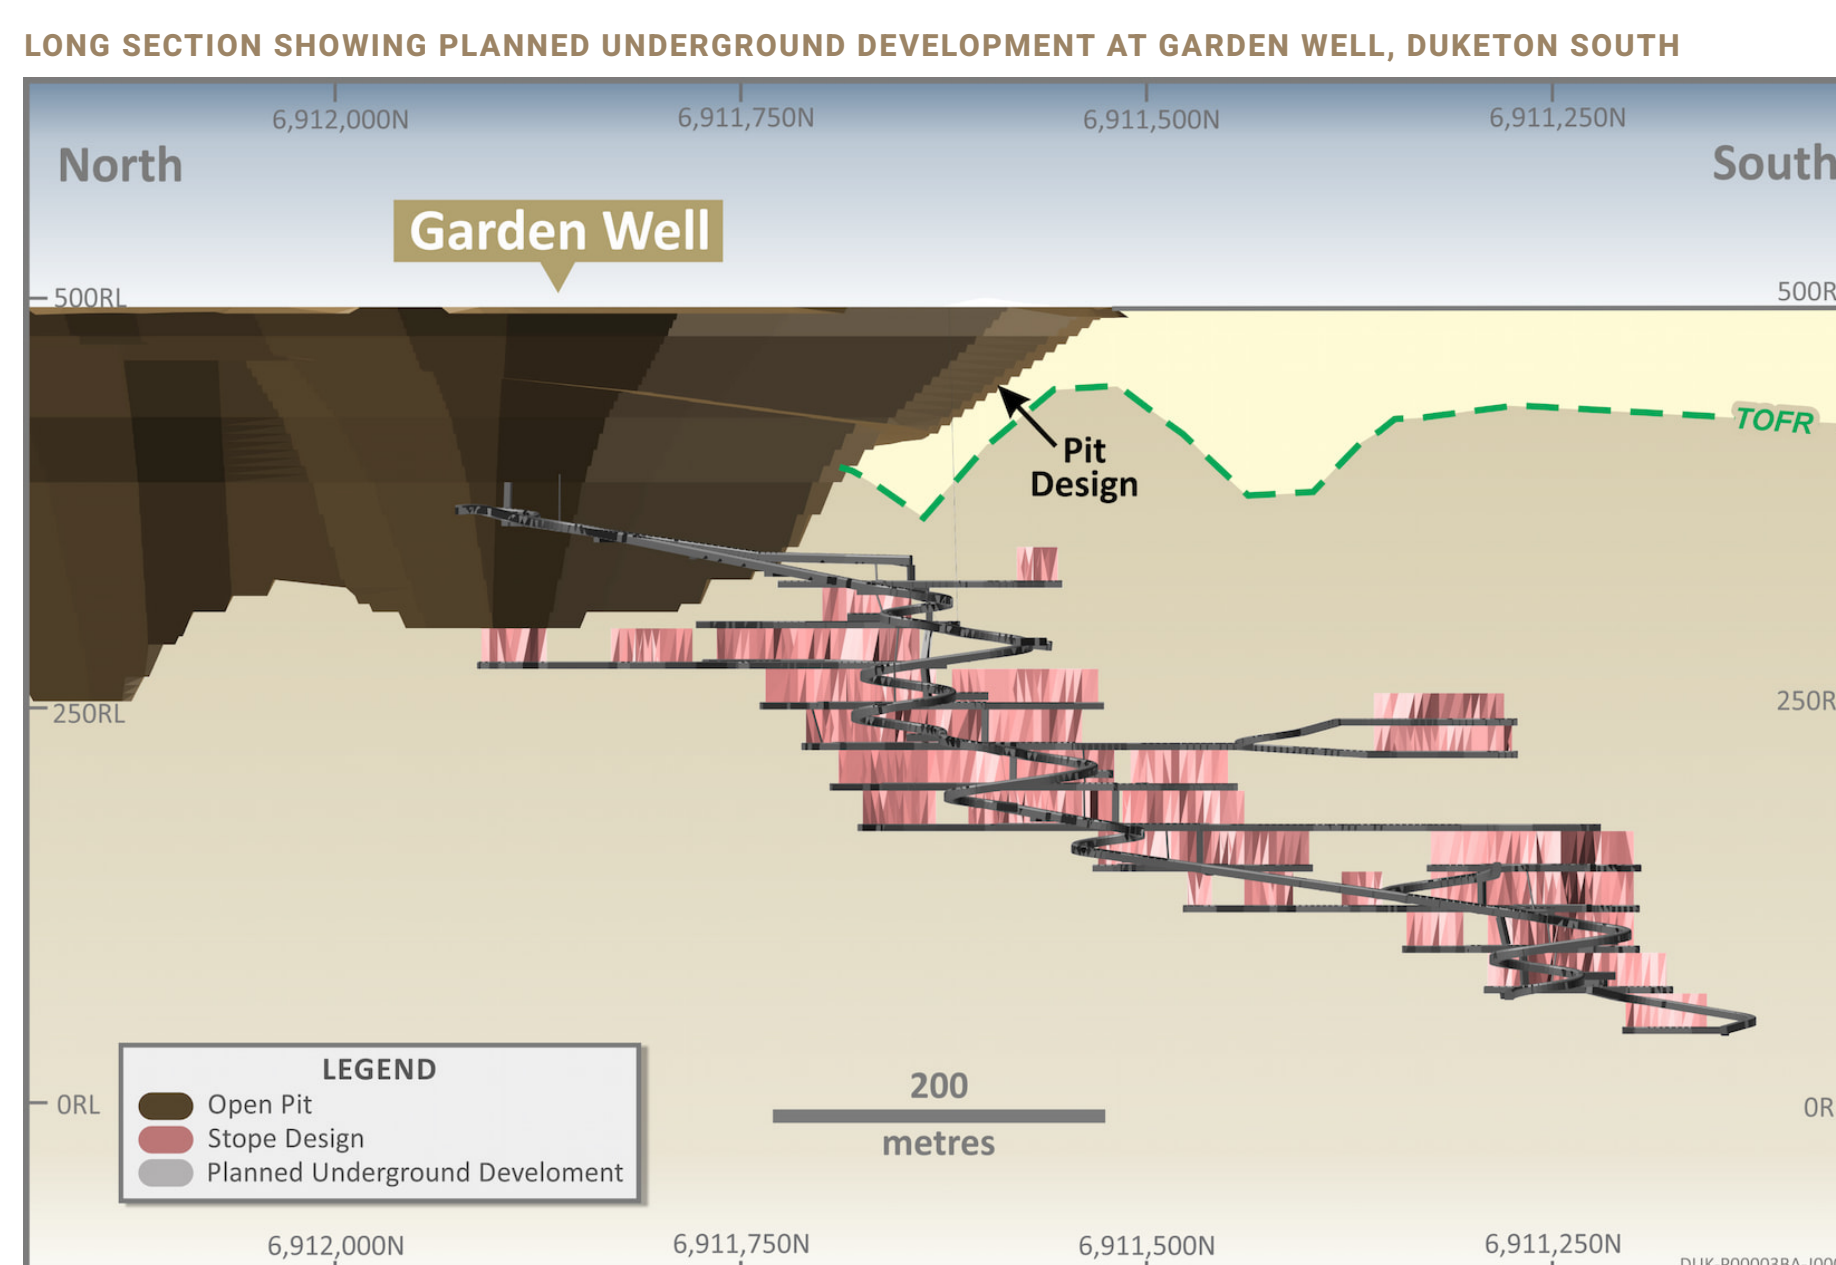 LONG SECTION SHOWING PLANNED UNDERGROUND DEVELOPMENT AT GARDEN WELL, DUKETON SOUTH
6,912,000N 6,911,750N 6,911,500N 6,911,250N
North South
Garden Well
500RL 500R
TOFR
Pit
Design
250RL 250R
LEGEND
Open Pit
Stope Design
Planned Underground Develoment
200
metres
0RL 0R
6,912,000N 6,911,750N 6,911,500N 6,911,250N